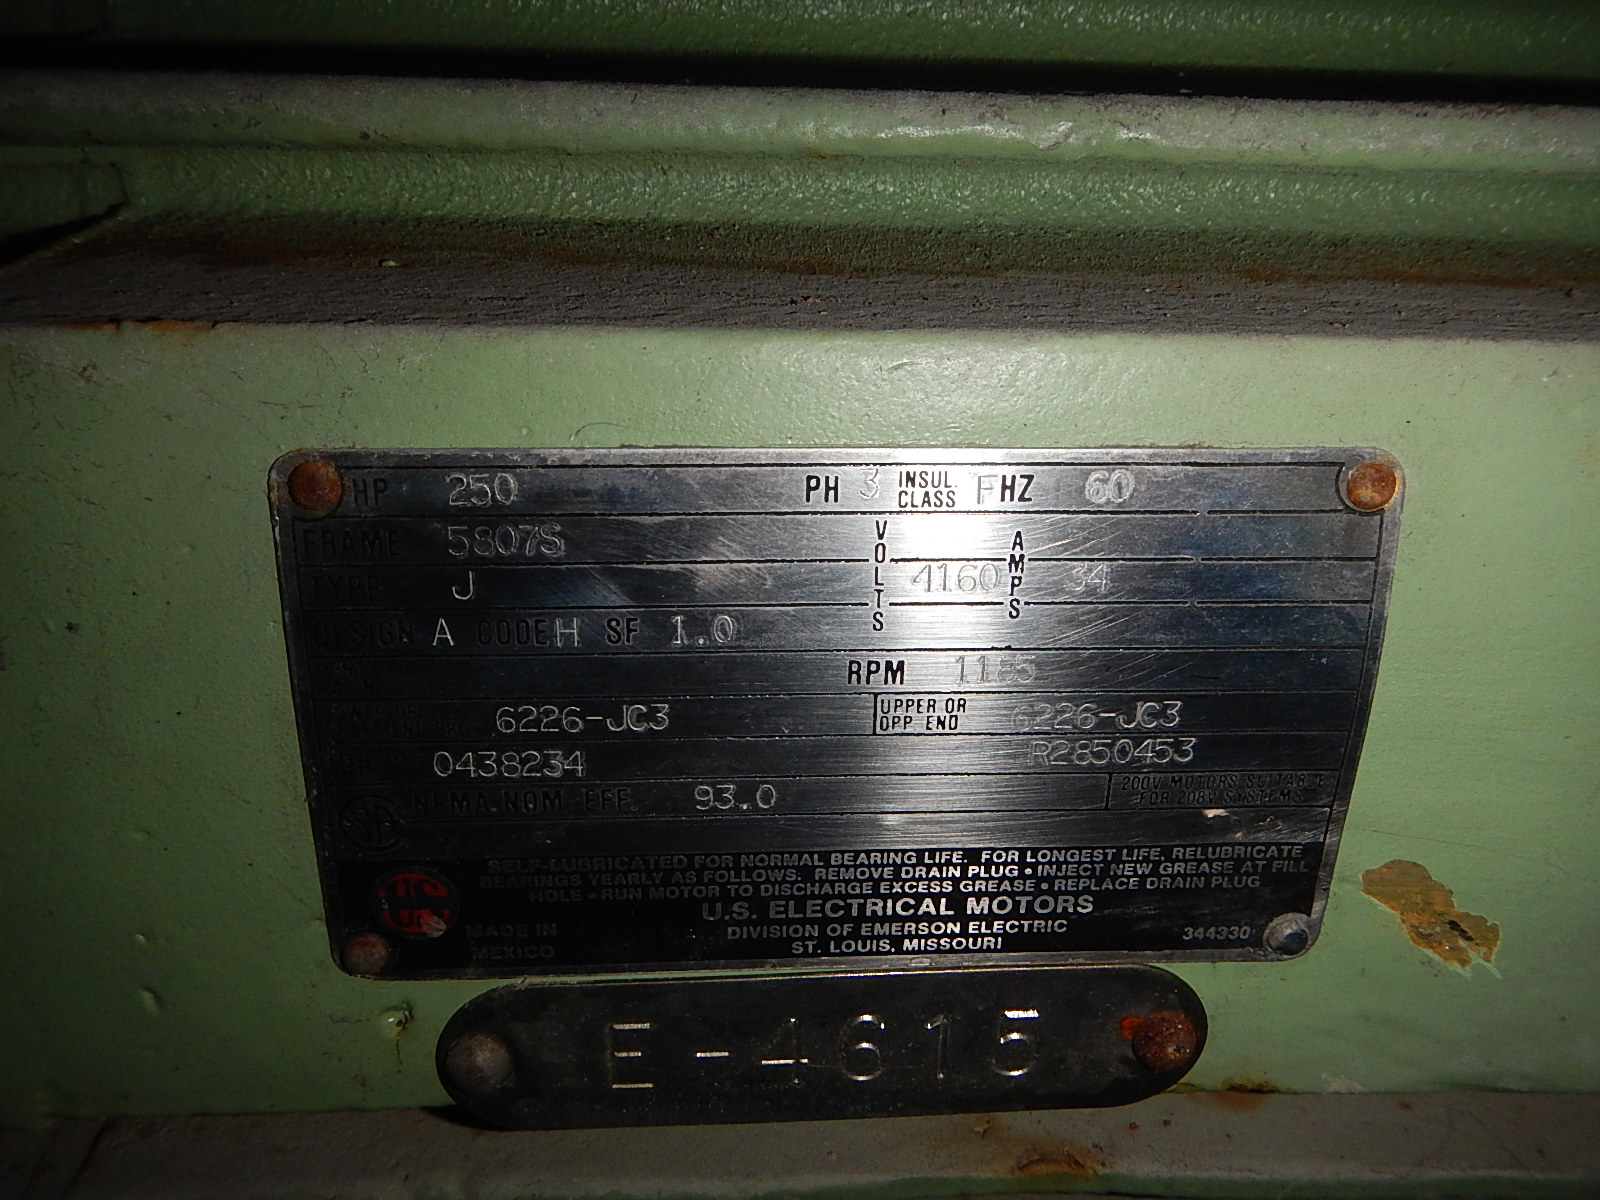 HP 250 PH 3 INSUL. CLASS F HZ 60
FRAME 5807S VOLTS AMPS
TYPE J 4160 34
DESIGN A CODE H SF 1.0
RPM 1185
6226-JC3 UPPER OR OPP. END 6226-JC3
ID# 0438234 R2850453
NEMA NOM. EFF. 93.0 200V MOTORS SUITABLE
FOR 208V SYSTEMS
SELF-LUBRICATED FOR NORMAL BEARING LIFE. FOR LONGEST LIFE, RELUBRICATE
BEARINGS YEARLY AS FOLLOWS. REMOVE DRAIN PLUG • INJECT NEW GREASE AT FILL
HOLE • RUN MOTOR TO DISCHARGE EXCESS GREASE • REPLACE DRAIN PLUG
US
U.S. ELECTRICAL MOTORS
MADE IN
MEXICO
DIVISION OF EMERSON ELECTRIC
ST. LOUIS, MISSOURI
344330
E-4615